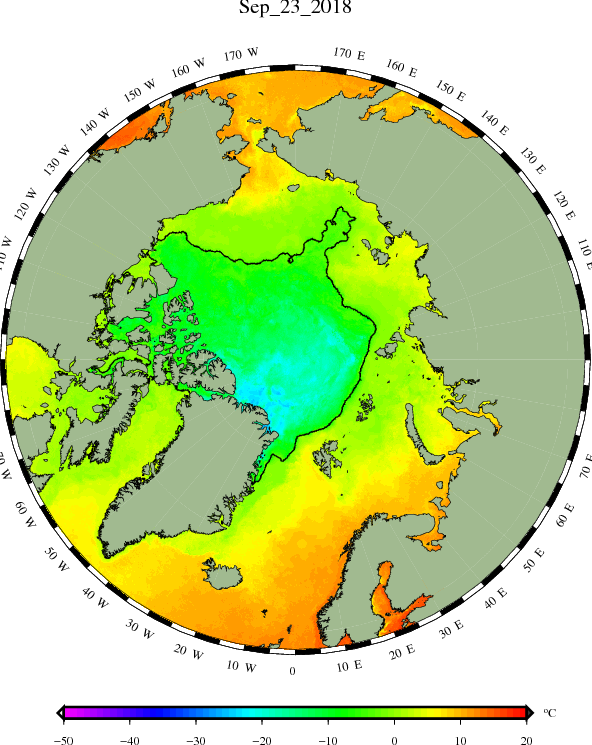 Sep_23_2018
170 W
170 E
160 W
160 E
150 W
150 E
140 W
140 E
130 W
130 E
120 W
120 E
110 E
70 E
60 W
60 E
50 W
50 E
40 W
40 E
30 W
30 E
20 W
20 E
10 W
0
10 E
°C
−50 −40 −30 −20 −10 0 10 20